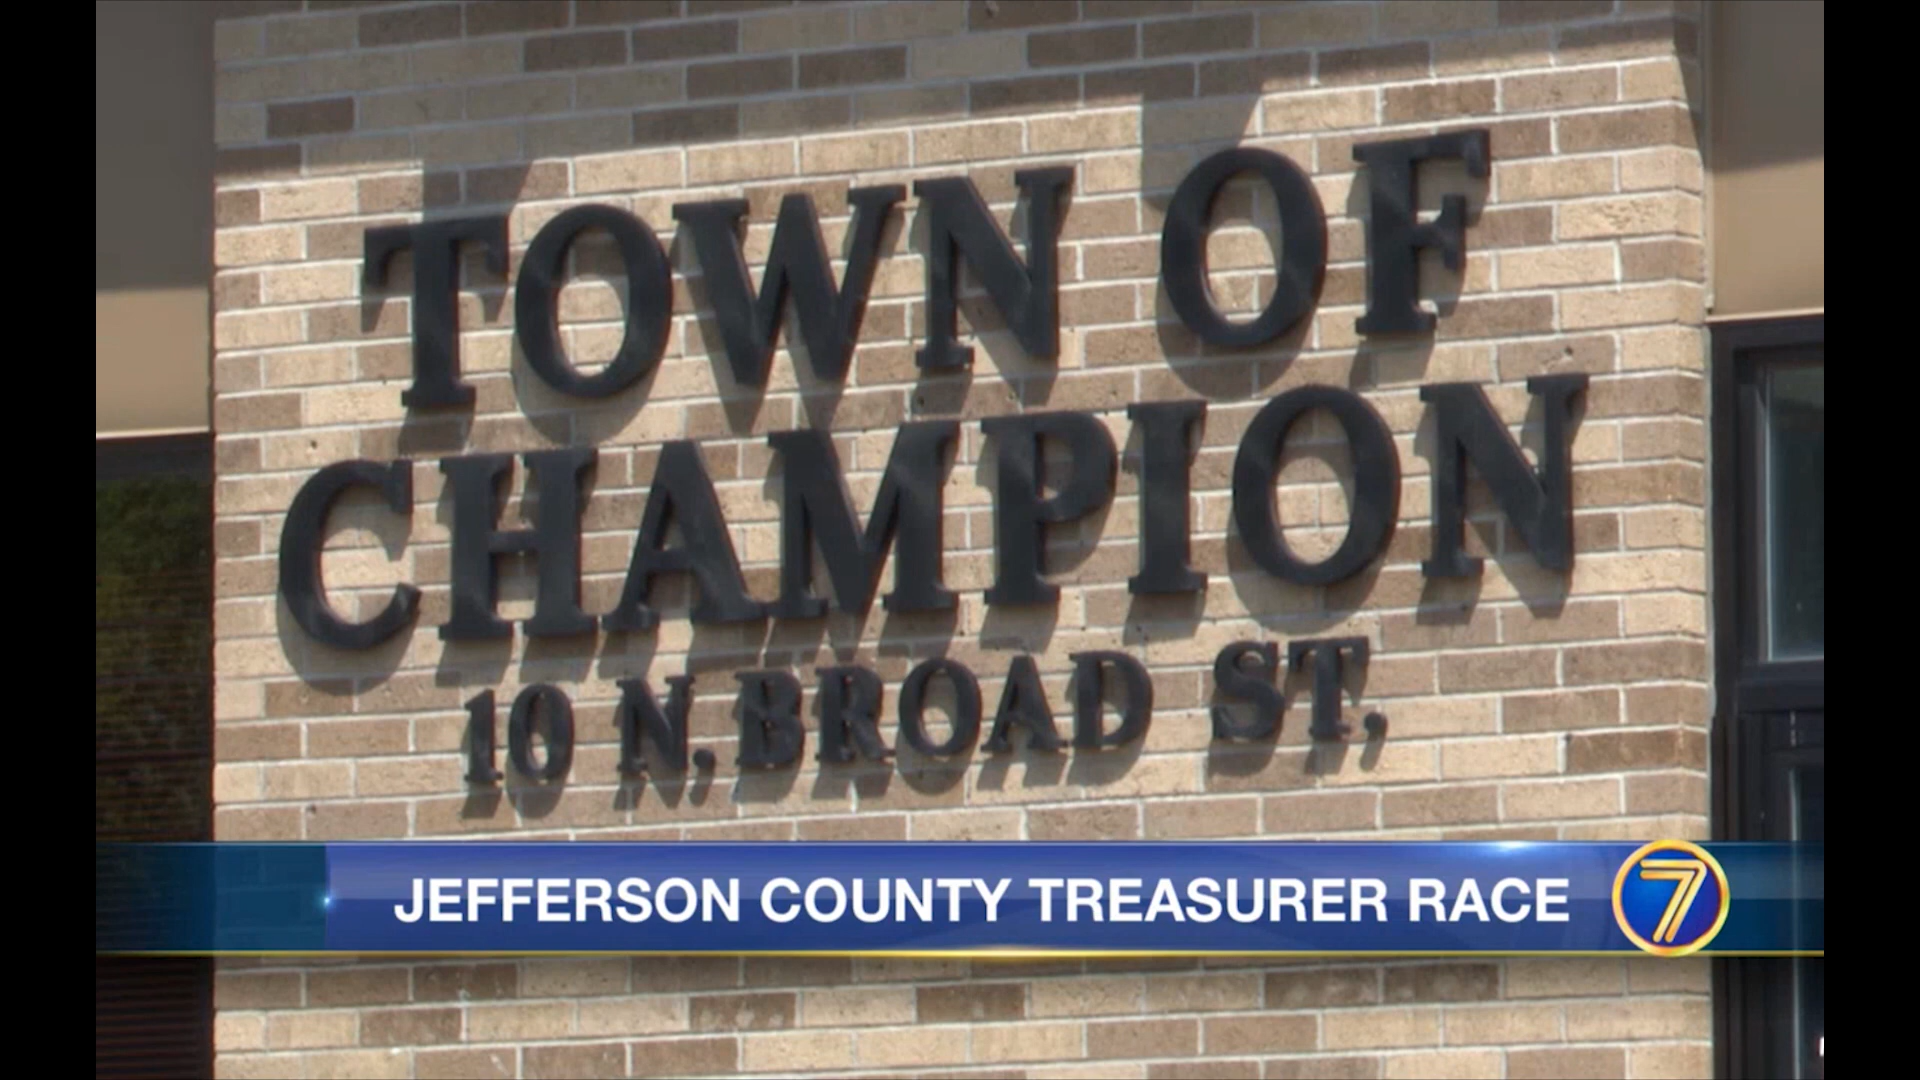 TOWN OF
CHAMPION
10 N. BROAD ST.
JEFFERSON COUNTY TREASURER RACE
7